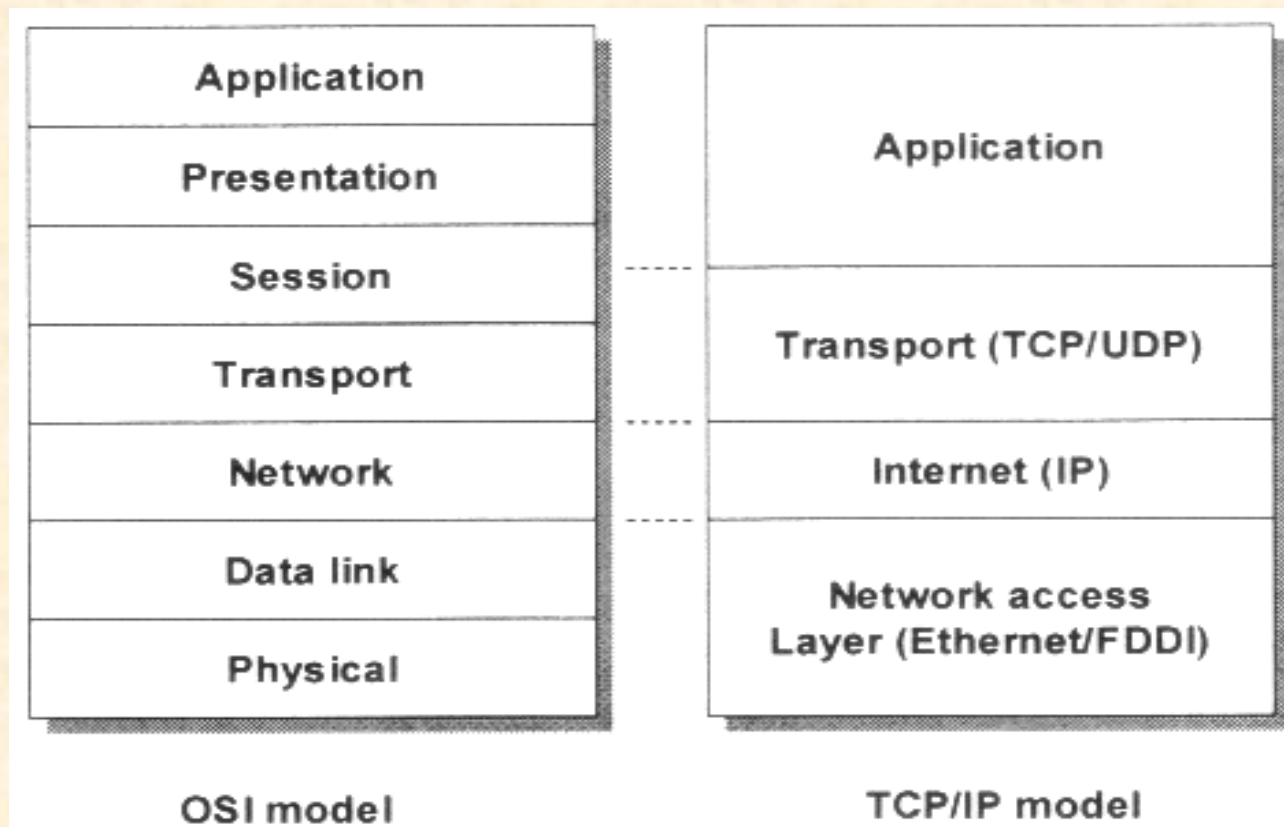 Application
Presentation
Session
Transport
Network
Data link
Physical
OSI model
Application
Transport (TCP/UDP)
Internet (IP)
Network access
Layer (Ethernet/FDDI)
TCP/IP model